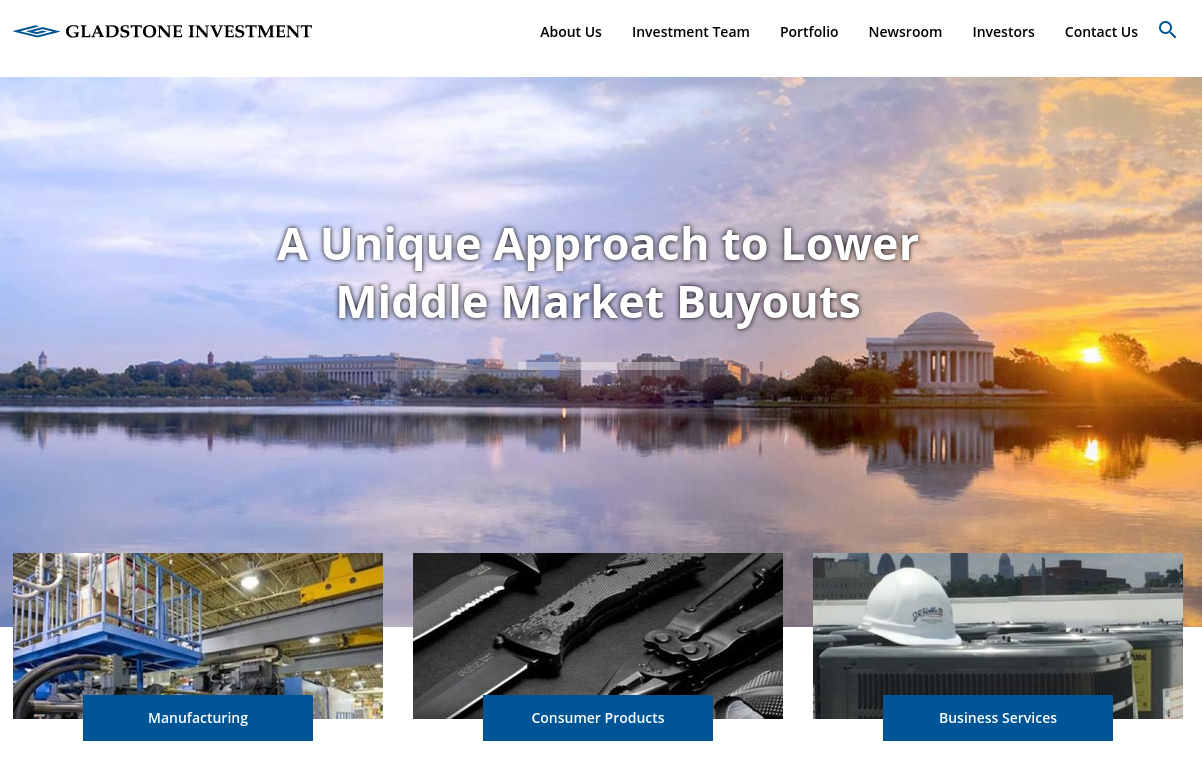 GLADSTONE INVESTMENT
About Us
Investment Team
Portfolio
Newsroom
Investors
Contact Us
A Unique Approach to Lower
Middle Market Buyouts
Manufacturing
Consumer Products
Business Services